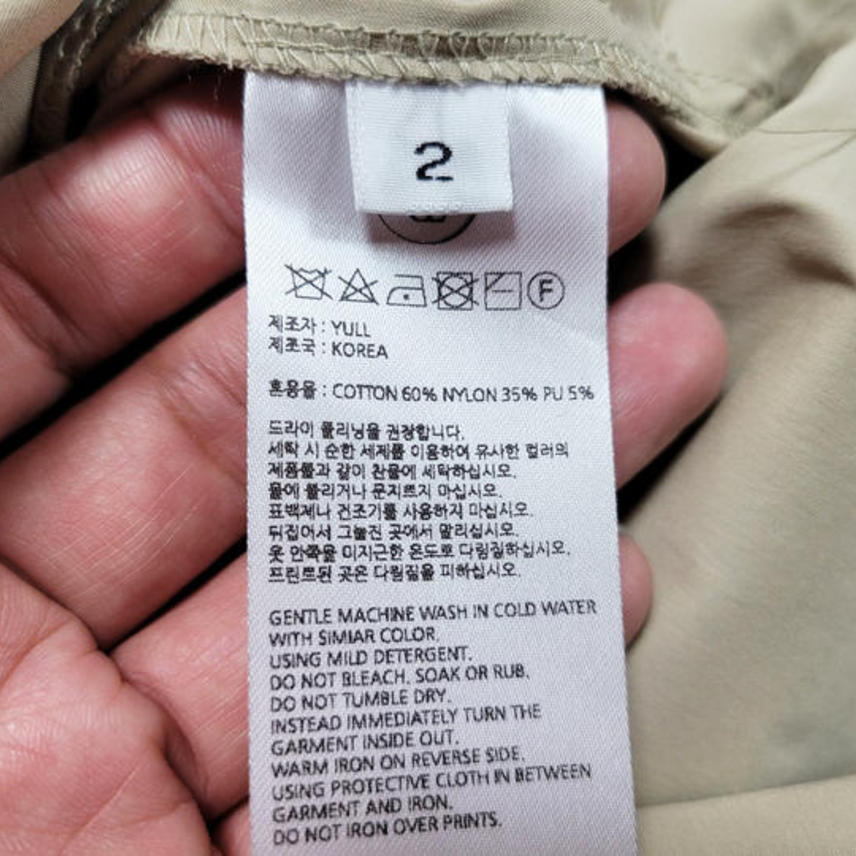 2
F
제조자 : YULL
제조국 : KOREA
혼용율 : COTTON 60% NYLON 35% PU 5%
드라이 클리닝을 권장합니다.
세탁 시 순한 세제를 이용하여 유사한 컬러의
제품들과 같이 찬물에 세탁하십시오.
물에 불리거나 문지르지 마십시오.
표백제나 건조기를 사용하지 마십시오.
뒤집어서 그늘진 곳에서 말리십시오.
옷 안쪽을 미지근한 온도로 다림질하십시오.
프린트된 곳은 다림질을 피하십시오.
GENTLE MACHINE WASH IN COLD WATER
WITH SIMIAR COLOR.
USING MILD DETERGENT.
DO NOT BLEACH, SOAK OR RUB.
DO NOT TUMBLE DRY.
INSTEAD IMMEDIATELY TURN THE
GARMENT INSIDE OUT.
WARM IRON ON REVERSE SIDE.
USING PROTECTIVE CLOTH IN BETWEEN
GARMENT AND IRON.
DO NOT IRON OVER PRINTS.